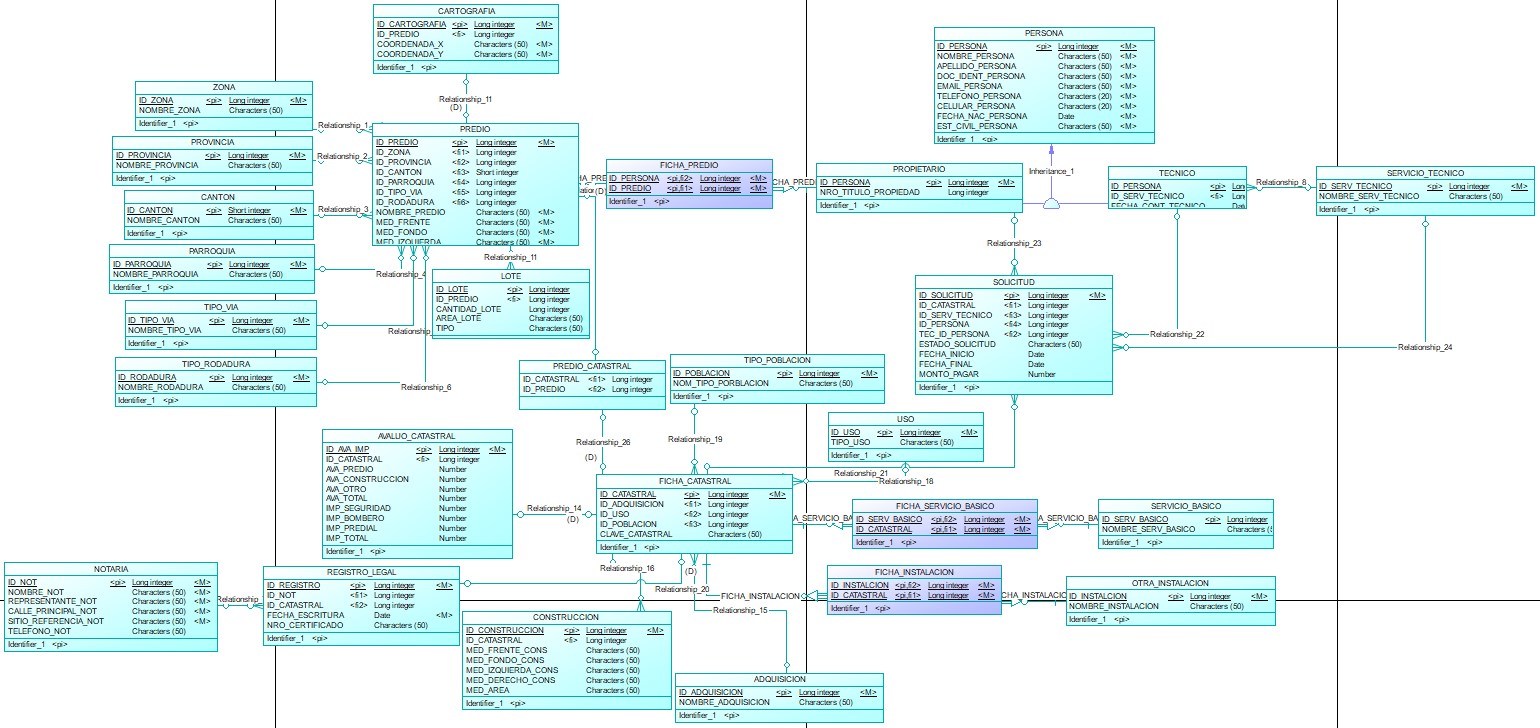 CARTOGRAFIA
ID_CARTOGRAFIA <pi> Long integer <M>
ID_PREDIO <fi> Long integer
COORDENADA_X Characters (50) <M>
COORDENADA_Y Characters (50) <M>
Identifier_1 <pi>
Relationship_11
(D)
PERSONA
ID_PERSONA <pi> Long integer <M>
NOMBRE_PERSONA Characters (50) <M>
APELLIDO_PERSONA Characters (50) <M>
DOC_IDENT_PERSONA Characters (50) <M>
EMAIL_PERSONA Characters (50) <M>
TELEFONO_PERSONA Characters (20) <M>
CELULAR_PERSONA Characters (20) <M>
FECHA_NAC_PERSONA Date <M>
EST_CIVIL_PERSONA Characters (50) <M>
Identifier_1 <pi>
Inheritance_1
ZONA
ID_ZONA <pi> Long integer <M>
NOMBRE_ZONA Characters (50)
Identifier_1 <pi>
Relationship_1
PROVINCIA
ID_PROVINCIA <pi> Long integer <M>
NOMBRE_PROVINCIA Characters (50)
Identifier_1 <pi>
Relationship_2
CANTON
ID_CANTON <pi> Short integer <M>
NOMBRE_CANTON Characters (50)
Identifier_1 <pi>
Relationship_3
PARROQUIA
ID_PARROQUIA <pi> Long integer <M>
NOMBRE_PARROQUIA Characters (50)
Identifier_1 <pi>
Relationship_4
TIPO_VIA
ID_TIPO_VIA <pi> Long integer <M>
NOMBRE_TIPO_VIA Characters (50)
Identifier_1 <pi>
Relationship
TIPO_RODADURA
ID_RODADURA <pi> Long integer <M>
NOMBRE_RODADURA Characters (50)
Identifier_1 <pi>
Relationship_6
PREDIO
ID_PREDIO <pi> Long integer <M>
ID_ZONA <fi1> Long integer
ID_PROVINCIA <fi2> Long integer
ID_CANTON <fi3> Short integer
ID_PARROQUIA <fi4> Long integer
ID_TIPO_VIA <fi5> Long integer
ID_RODADURA <fi6> Long integer
NOMBRE_PREDIO Characters (50) <M>
MED_FRENTE Characters (50) <M>
MED_FONDO Characters (50) <M>
MED_IZQUIERDA Characters (50) <M>
Relationship_11
LOTE
ID_LOTE <pi> Long integer
ID_PREDIO <fi> Long integer
CANTIDAD_LOTE Long integer
AREA_LOTE Characters (50)
TIPO Characters (50)
Identifier_1 <pi>
FICHA_PREDIO
ID_PERSONA <pi,fi2> Long integer <M>
ID_PREDIO <pi,fi1> Long integer <M>
Identifier_1 <pi>
PROPIETARIO
ID_PERSONA <pi> Long integer
NRO_TITULO_PROPIEDAD Long integer
Identifier_1 <pi>
TECNICO
ID_PERSONA <pi> Lon
ID_SERV_TECNICO <fi> Lon
FECHA_CONT_TECNICO Dat
Relationship_8
SERVICIO_TECNICO
ID_SERV_TECNICO <pi> Long integer <M>
NOMBRE_SERV_TECNICO Characters (50)
Identifier_1 <pi>
Relationship_23
SOLICITUD
ID_SOLICITUD <pi> Long integer <M>
ID_CATASTRAL <fi1> Long integer
ID_SERV_TECNICO <fi3> Long integer
ID_PERSONA <fi4> Long integer
TEC_ID_PERSONA <fi2> Long integer
ESTADO_SOLICITUD Characters (50)
FECHA_INICIO Date
FECHA_FINAL Date
MONTO_PAGAR Number
Identifier_1 <pi>
Relationship_22
Relationship_24
PREDIO_CATASTRAL
ID_CATASTRAL <fi1> Long integer
ID_PREDIO <fi2> Long integer
TIPO_POBLACION
ID_POBLACION <pi> Long integer <M>
NOM_TIPO_PORBLACION Characters (50)
Identifier_1 <pi>
Relationship_26
(D)
Relationship_19
USO
ID_USO <pi> Long integer <M>
TIPO_USO Characters (50)
Identifier_1 <pi>
Relationship_21
Relationship_18
AVALUO_CATASTRAL
ID_AVA_IMP <pi> Long integer <M>
ID_CATASTRAL <fi> Long integer
AVA_PREDIO Number
AVA_CONSTRUCCION Number
AVA_OTRO Number
AVA_TOTAL Number
IMP_SEGURIDAD Number
IMP_BOMBERO Number
IMP_PREDIAL Number
IMP_TOTAL Number
Identifier_1 <pi>
Relationship_14
(D)
FICHA_CATASTRAL
ID_CATASTRAL <pi> Long integer <M>
ID_ADQUISICION <fi1> Long integer
ID_USO <fi2> Long integer
ID_POBLACION <fi3> Long integer
CLAVE_CATASTRAL Characters (50)
Identifier_1 <pi>
FICHA_SERVICIO_BASICO
ID_SERV_BASICO <pi,fi2> Long integer <M>
ID_CATASTRAL <pi,fi1> Long integer <M>
Identifier_1 <pi>
SERVICIO_BASICO
ID_SERV_BASICO <pi> Long integer
NOMBRE_SERV_BASICO Characters (5
Identifier_1 <pi>
Relationship_16
(D)
Relationship_20
FICHA_INSTALACION
Relationship_15
FICHA_INSTALACION
ID_INSTALCION <pi,fi2> Long integer <M>
ID_CATASTRAL <pi,fi1> Long integer <M>
Identifier_1 <pi>
OTRA_INSTALACION
ID_INSTALCION <pi> Long integer <M>
NOMBRE_INSTALACION Characters (50)
Identifier_1 <pi>
NOTARIA
ID_NOT <pi> Long integer <M>
NOMBRE_NOT Characters (50) <M>
REPRESENTANTE_NOT Characters (50) <M>
CALLE_PRINCIPAL_NOT Characters (50) <M>
SITIO_REFERENCIA_NOT Characters (50) <M>
TELEFONO_NOT Characters (50)
Identifier_1 <pi>
Relationship
REGISTRO_LEGAL
ID_REGISTRO <pi> Long integer <M>
ID_NOT <fi1> Long integer
ID_CATASTRAL <fi2> Long integer
FECHA_ESCRITURA Date <M>
NRO_CERTIFICADO Characters (50)
Identifier_1 <pi>
CONSTRUCCION
ID_CONSTRUCCION <pi> Long integer <M>
ID_CATASTRAL <fi> Long integer
MED_FRENTE_CONS Characters (50)
MED_FONDO_CONS Characters (50)
MED_IZQUIERDA_CONS Characters (50)
MED_DERECHO_CONS Characters (50)
MED_AREA Characters (50)
Identifier_1 <pi>
ADQUISICION
ID_ADQUISICION <pi> Long integer <M>
NOMBRE_ADQUISICION Characters (50)
Identifier_1 <pi>